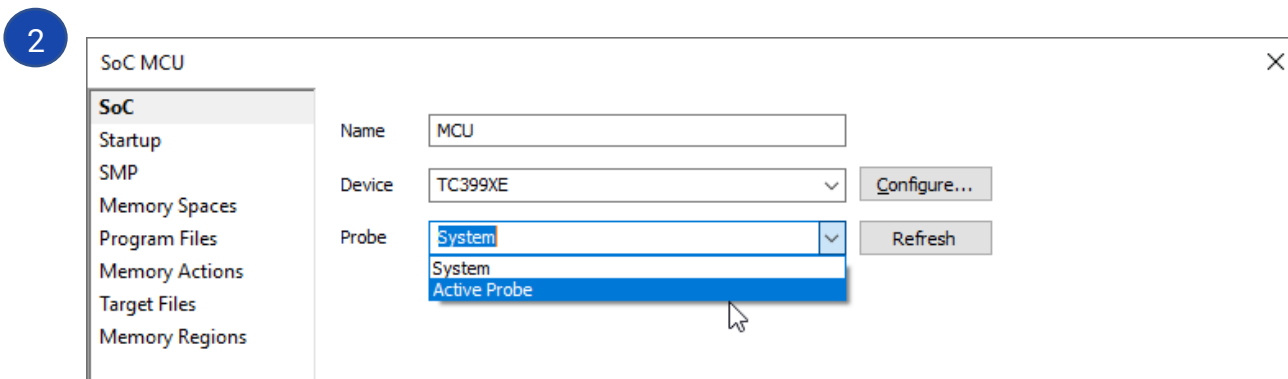 2
SoC MCU
SoC
Startup
SMP
Memory Spaces
Program Files
Memory Actions
Target Files
Memory Regions
Name MCU
Device TC399XE Configure...
Probe System Refresh
System
Active Probe